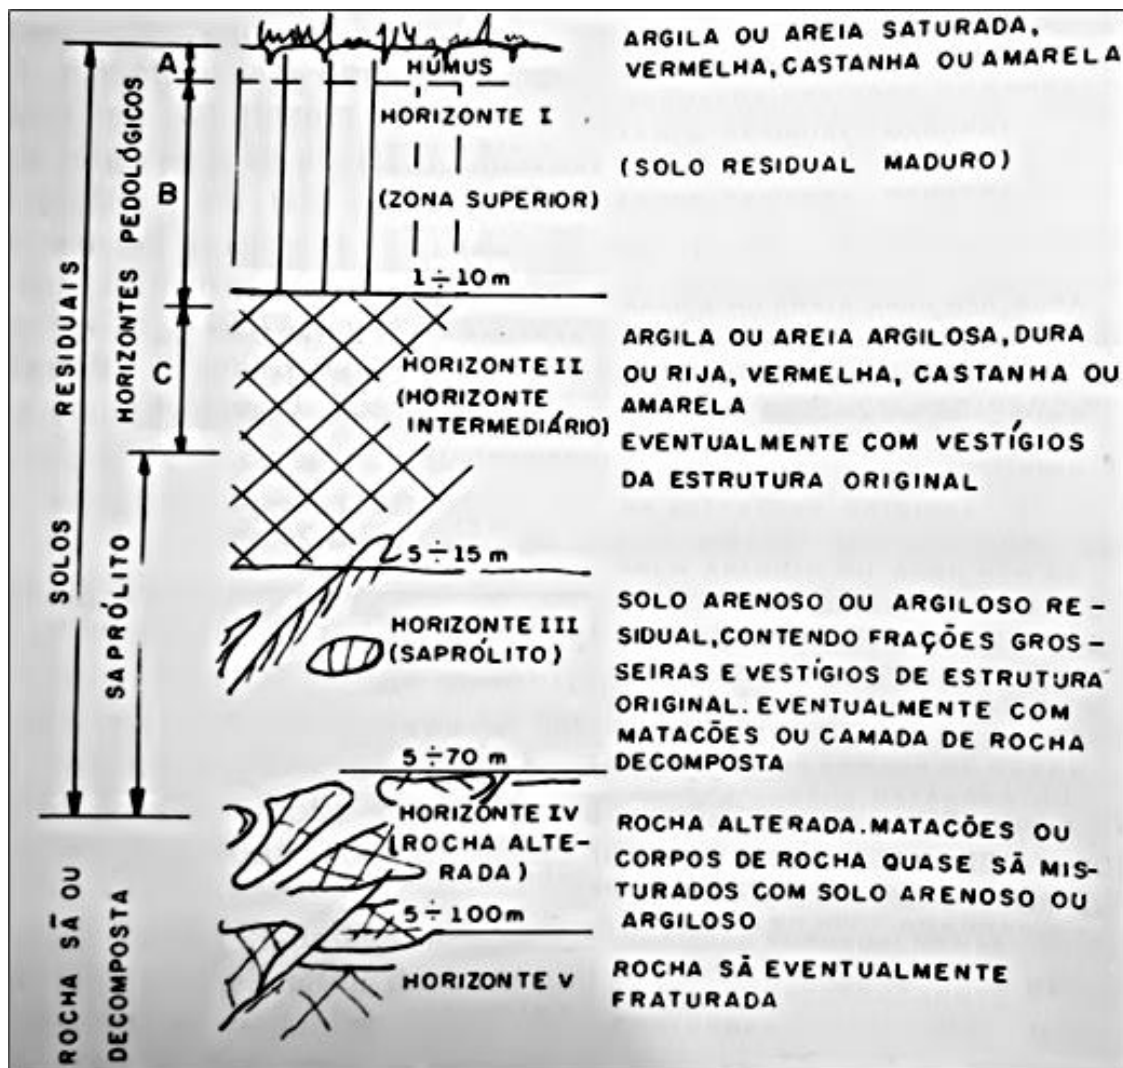 ARGILA OU AREIA SATURADA,
VERMELHA, CASTANHA OU AMARELA
A
HÚMUS
HORIZONTE I
(SOLO RESIDUAL MADURO)
B
(ZONA SUPERIOR)
1 ÷ 10 m
HORIZONTES PEDOLÓGICOS
SOLOS RESIDUAIS
C
HORIZONTE II
(HORIZONTE
INTERMEDIÁRIO)
ARGILA OU AREIA ARGILOSA, DURA
OU RIJA, VERMELHA, CASTANHA OU
AMARELA
EVENTUALMENTE COM VESTÍGIOS
DA ESTRUTURA ORIGINAL
5 ÷ 15 m
SAPRÓLITO
HORIZONTE III
(SAPRÓLITO)
SOLO ARENOSO OU ARGILOSO RE-
SIDUAL, CONTENDO FRAÇÕES GROS-
SEIRAS E VESTÍGIOS DE ESTRUTURA
ORIGINAL. EVENTUALMENTE COM
MATACÕES OU CAMADA DE ROCHA
DECOMPOSTA
5 ÷ 70 m
HORIZONTE IV
(ROCHA ALTE-
RADA)
ROCHA ALTERADA. MATACÕES OU
CORPOS DE ROCHA QUASE SÃ MIS-
TURADOS COM SOLO ARENOSO OU
ARGILOSO
5 ÷ 100 m
ROCHA SÃ OU
DECOMPOSTA
HORIZONTE V
ROCHA SÃ EVENTUALMENTE
FRATURADA